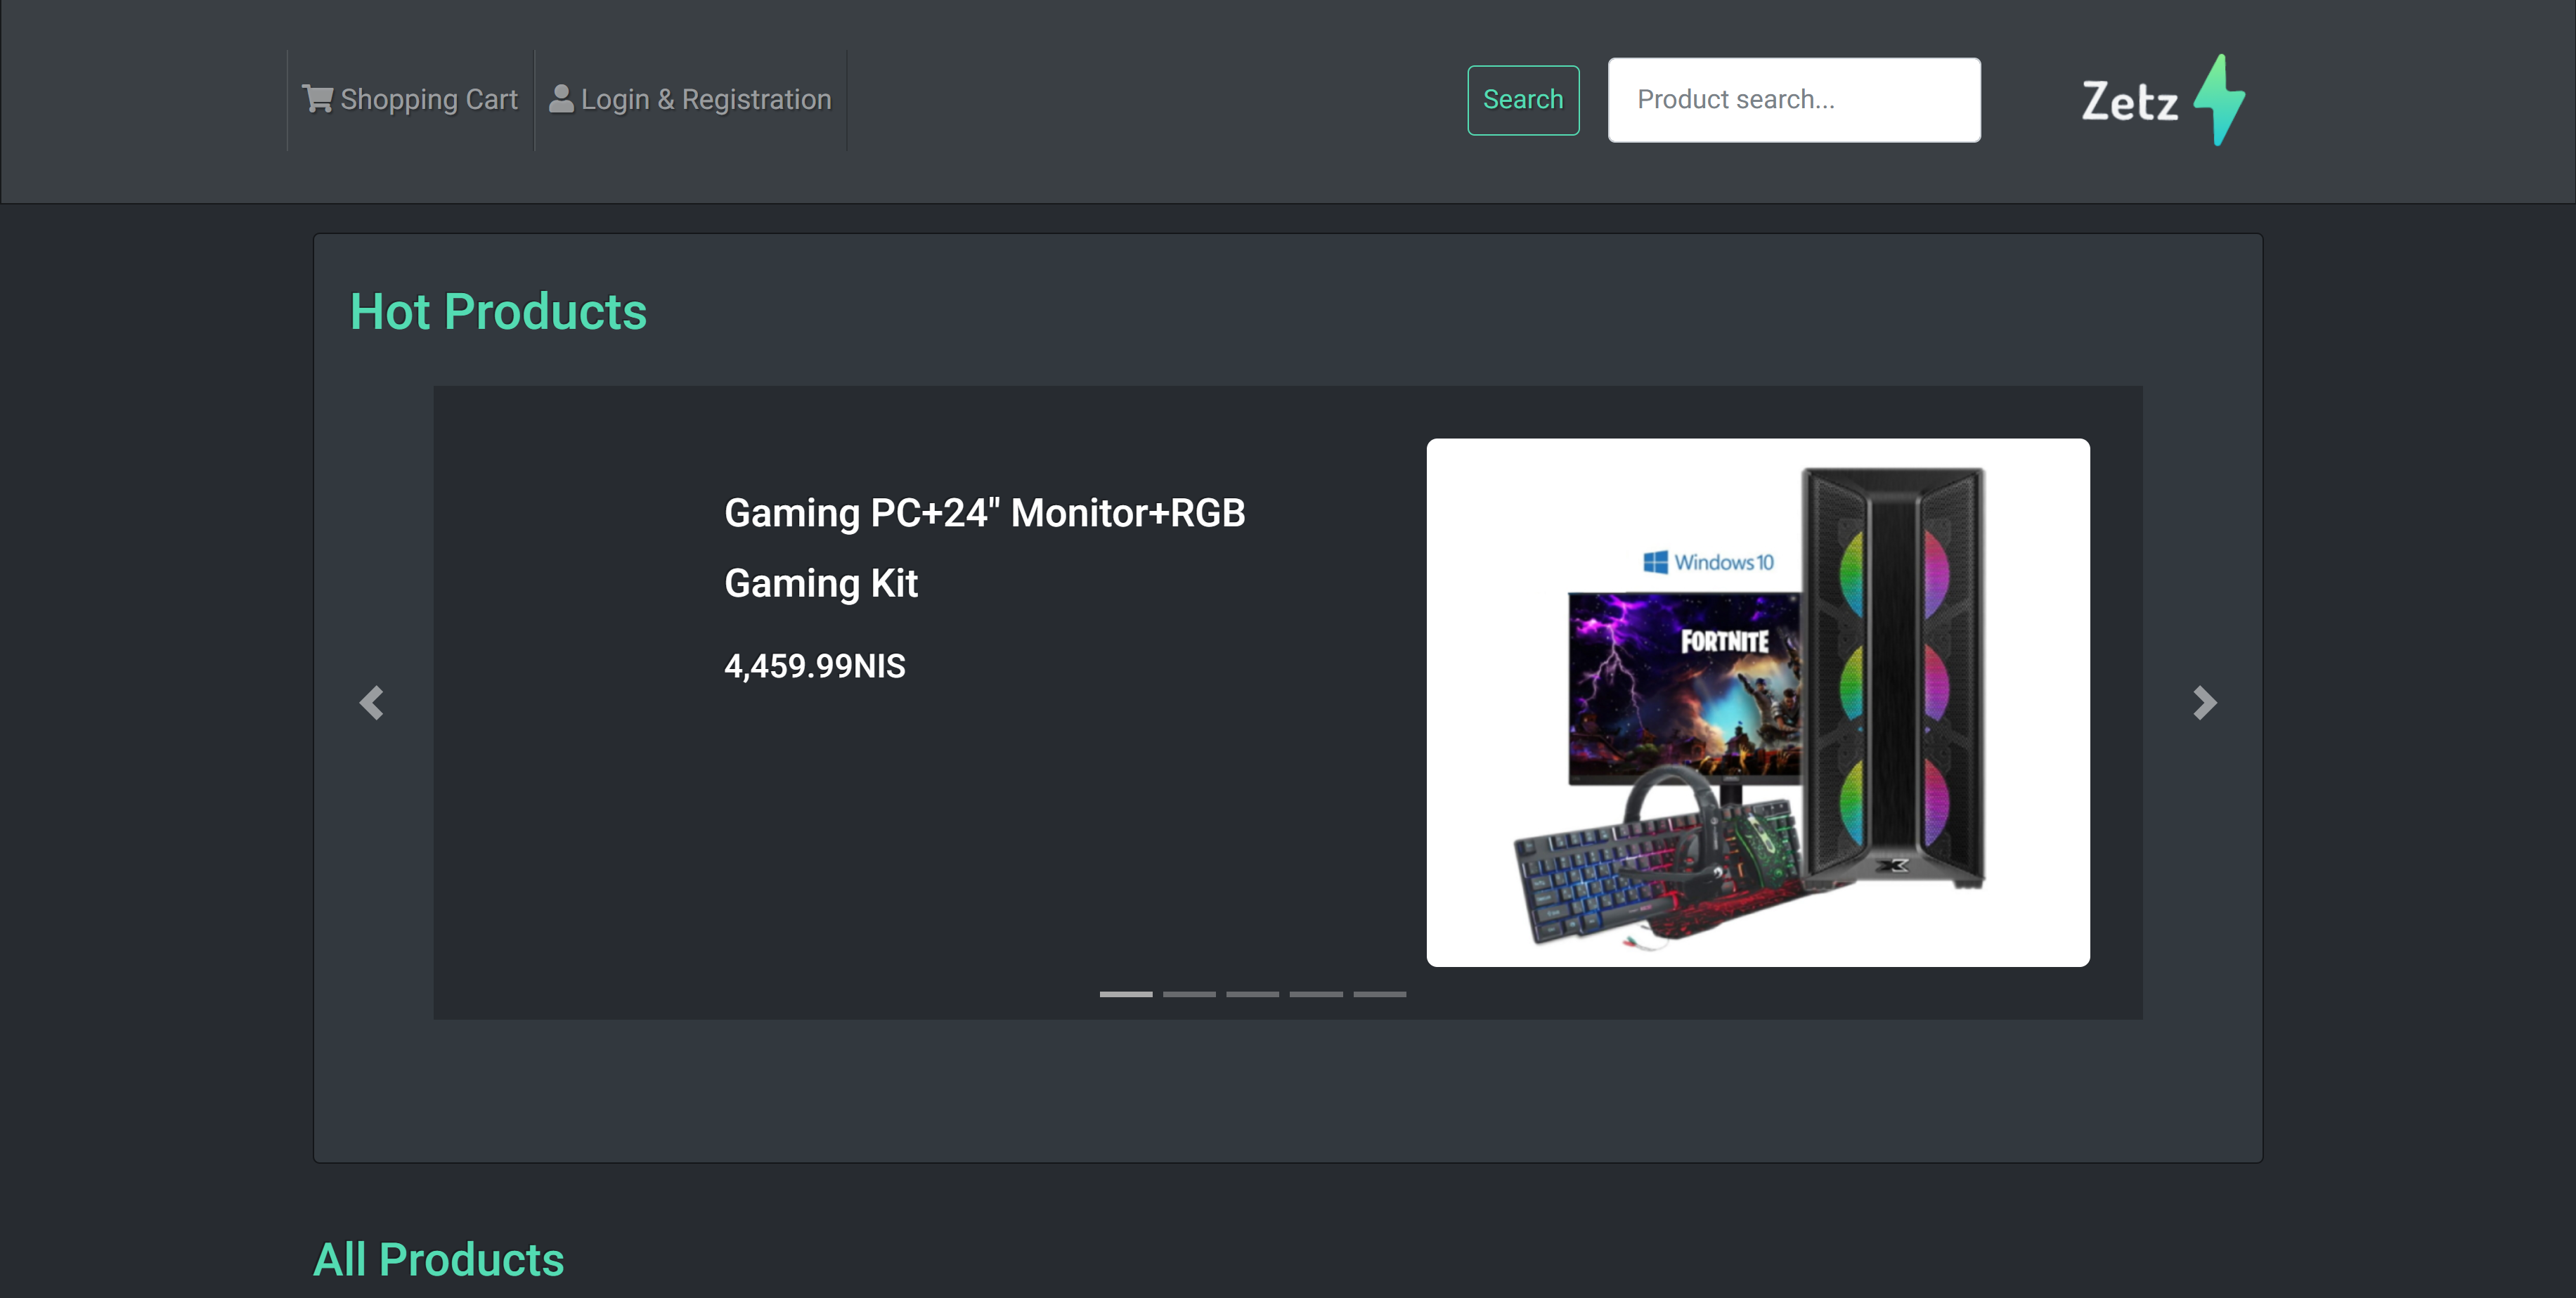 Shopping Cart
Login & Registration
Search
Product search...
Zetz
Hot Products
Gaming PC+24" Monitor+RGB
Gaming Kit
4,459.99NIS
Windows 10
FORTNITE
All Products